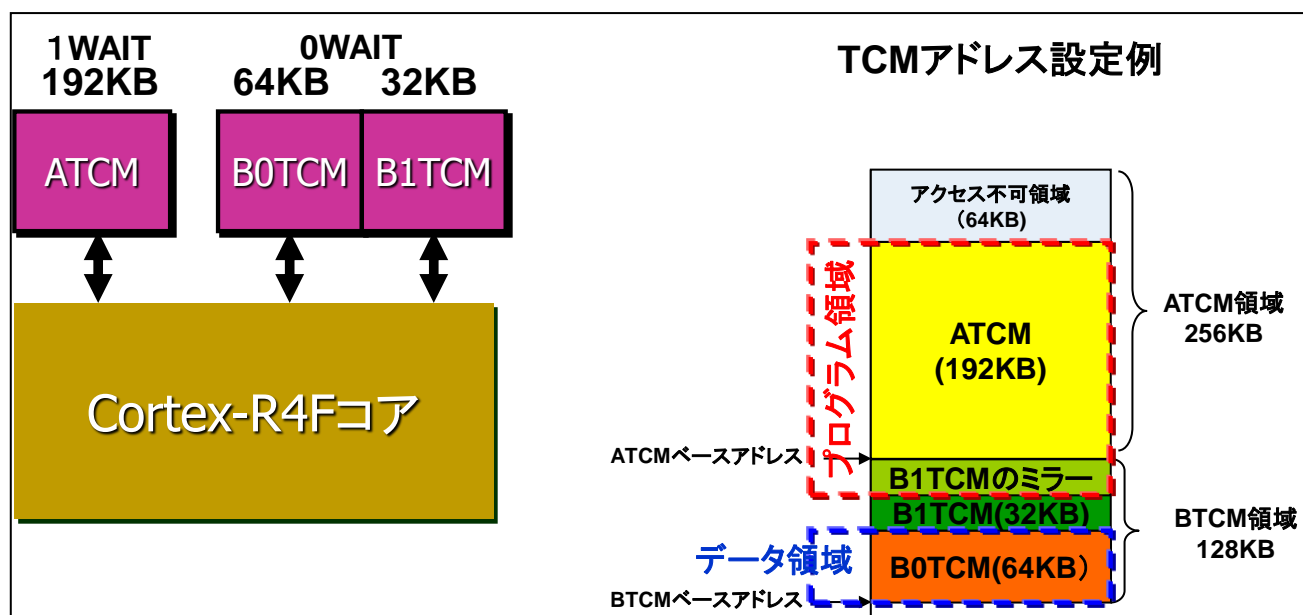 1WAIT
192KB
0WAIT
64KB
32KB
ATCM
B0TCM
B1TCM
Cortex-R4Fコア
TCMアドレス設定例
アクセス不可領域
(64KB)
プログラム領域
ATCM
(192KB)
ATCM領域
256KB
ATCMベースアドレス
B1TCMのミラー
B1TCM(32KB)
BTCM領域
128KB
データ領域
B0TCM(64KB)
BTCMベースアドレス